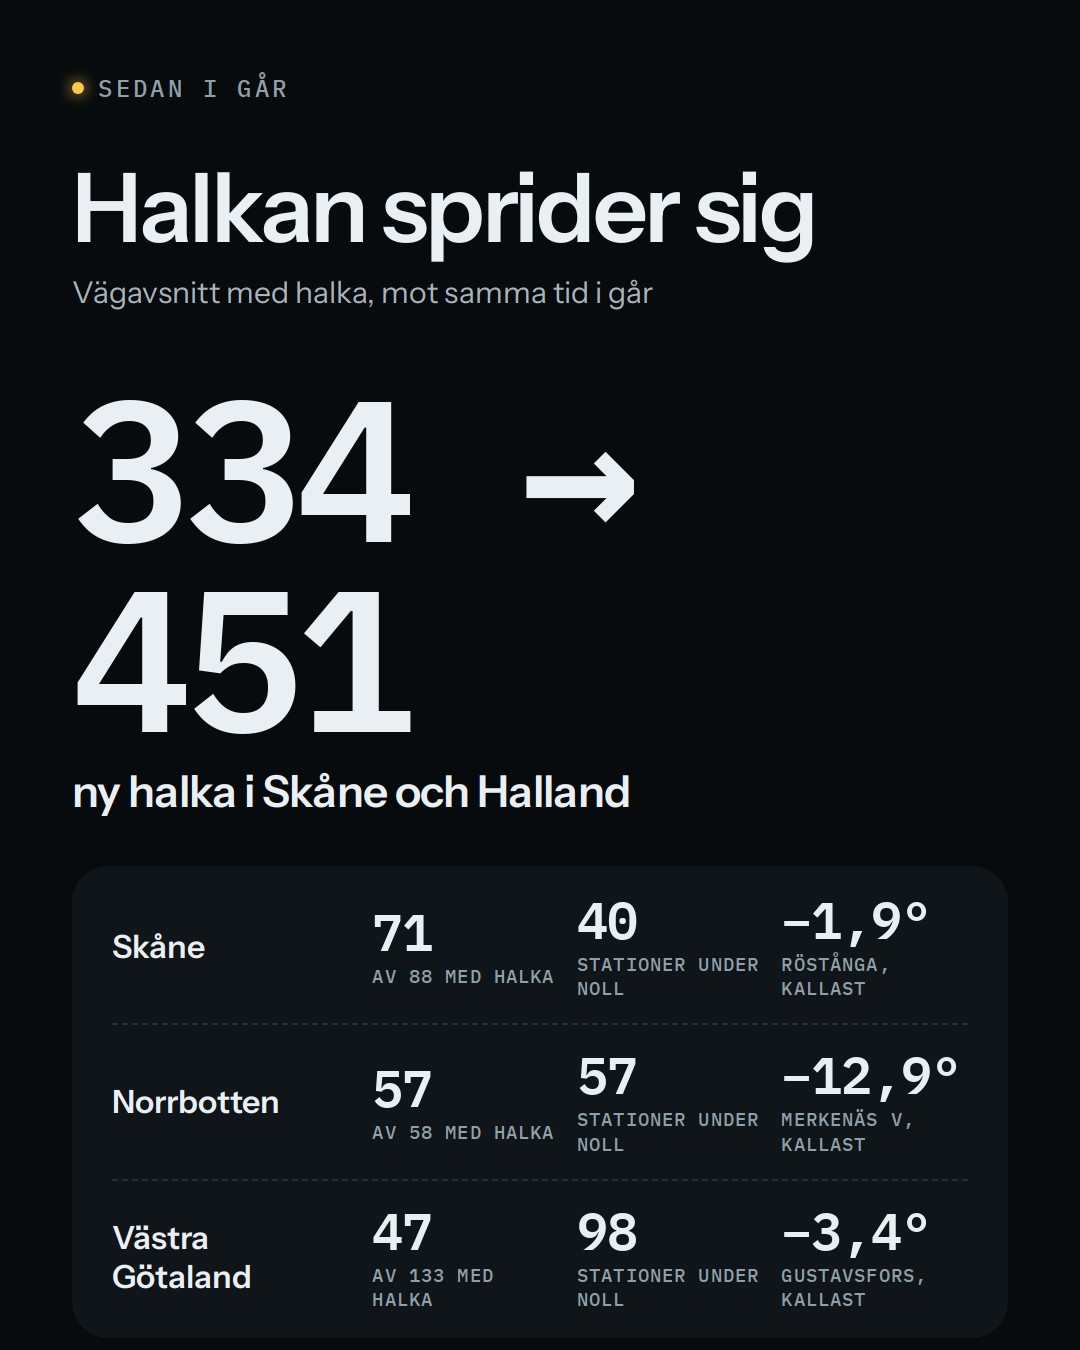 SEDAN I GÅR
Halkan sprider sig
Vägavsnitt med halka, mot samma tid i går
334 →
451
ny halka i Skåne och Halland
Skåne
71
AV 88 MED HALKA
40
STATIONER UNDER
NOLL
−1,9°
RÖSTÅNGA,
KALLAST
Norrbotten
57
AV 58 MED HALKA
57
STATIONER UNDER
NOLL
−12,9°
MERKENÄS V,
KALLAST
Västra
Götaland
47
AV 133 MED
HALKA
98
STATIONER UNDER
NOLL
−3,4°
GUSTAVSFORS,
KALLAST